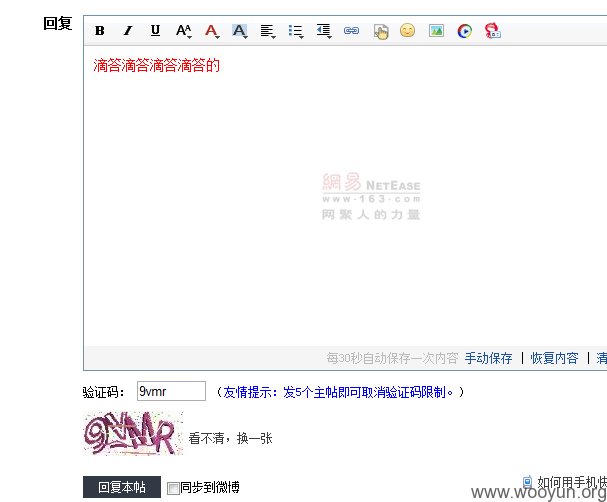 回复
B I U AA A A
滴答滴答滴答滴答的
網易 NETEASE
www·163·com
网聚人的力量
每30秒自动保存一次内容 手动保存 | 恢复内容 | 清
验证码： 9vmr （友情提示：发5个主帖即可取消验证码限制。）
9VMR 看不清，换一张
回复本帖 同步到微博 如何用手机快
www.wooyun.org